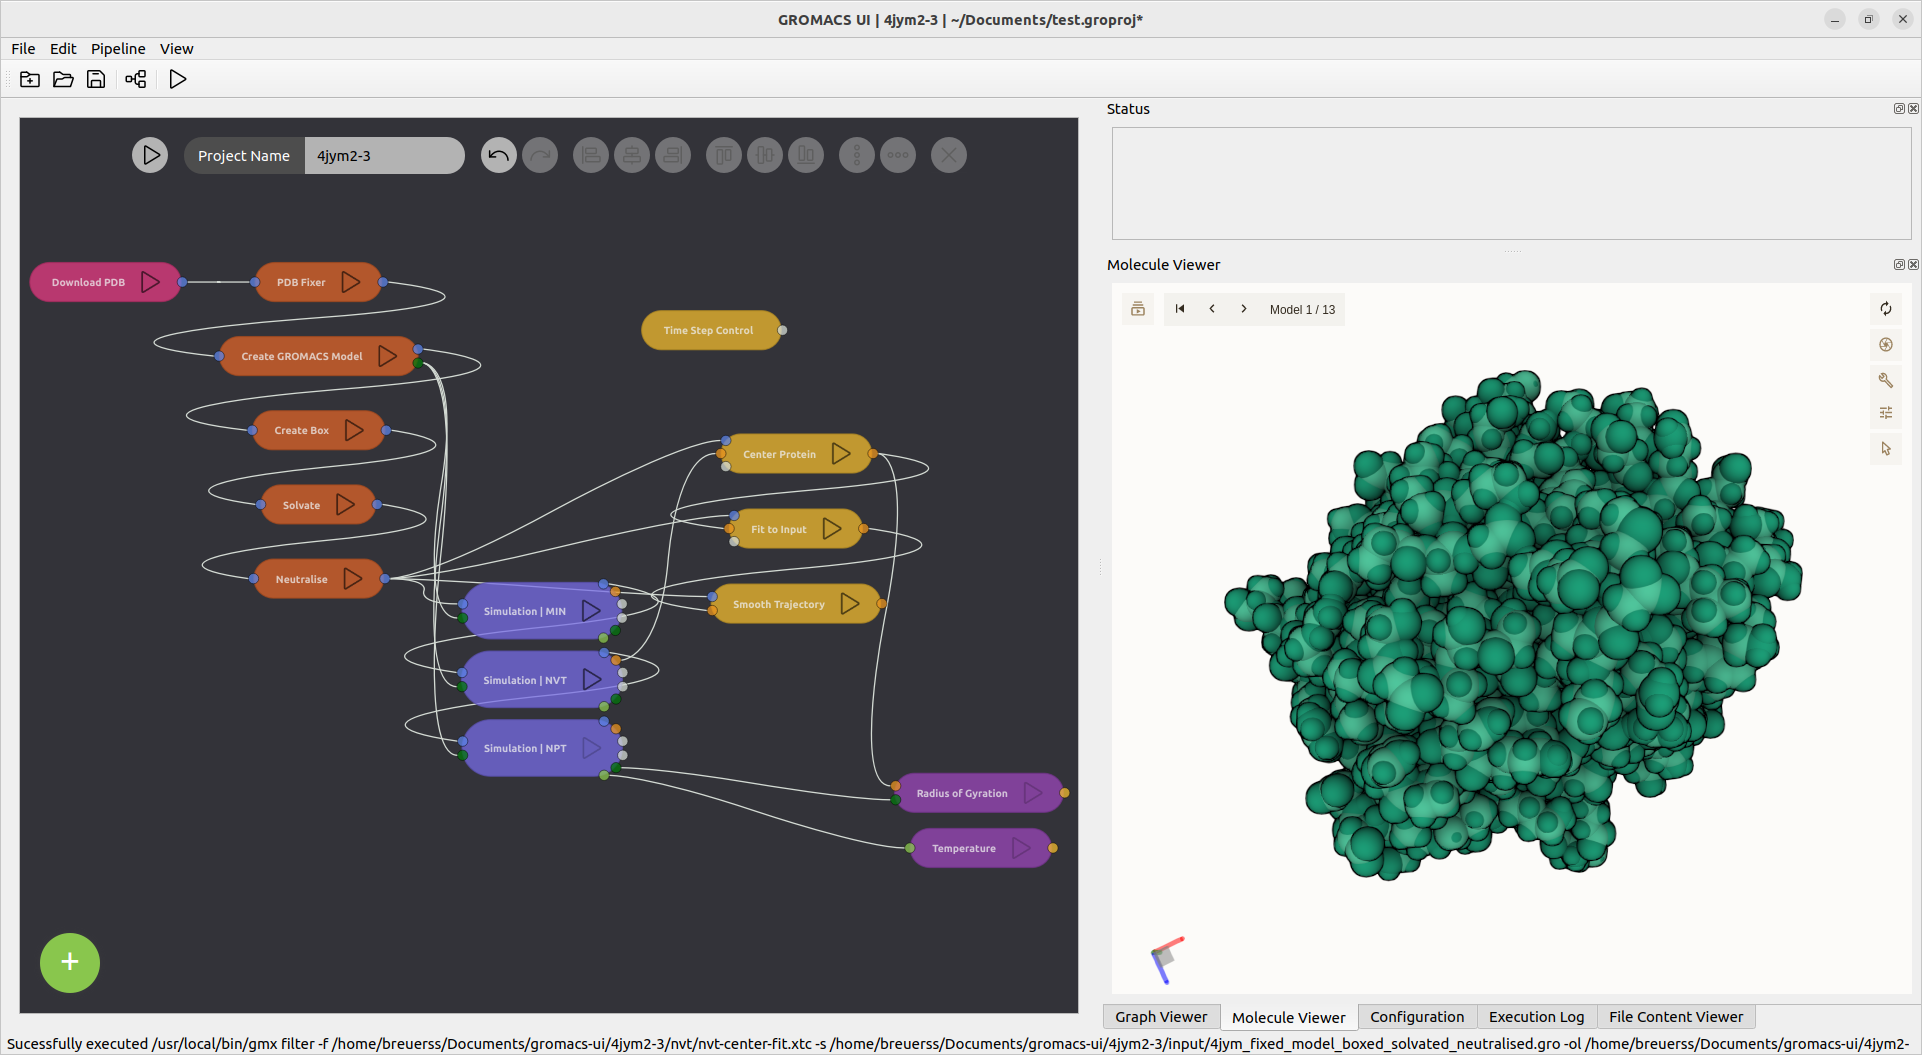 GROMACS UI | 4jym2-3 | ~/Documents/test.groproj*
File Edit Pipeline View
Status
Project Name 4jym2-3
Molecule Viewer
Model 1 / 13
Download PDB
PDB Fixer
Time Step Control
Create GROMACS Model
Create Box
Center Protein
Solvate
Fit to Input
Neutralise
Simulation | MIN
Smooth Trajectory
Simulation | NVT
Simulation | NPT
Radius of Gyration
Temperature
+
Graph Viewer Molecule Viewer Configuration Execution Log File Content Viewer
Sucessfully executed /usr/local/bin/gmx filter -f /home/breuerss/Documents/gromacs-ui/4jym2-3/nvt/nvt-center-fit.xtc -s /home/breuerss/Documents/gromacs-ui/4jym2-3/input/4jym_fixed_model_boxed_solvated_neutralised.gro -ol /home/breuerss/Documents/gromacs-ui/4jym2-